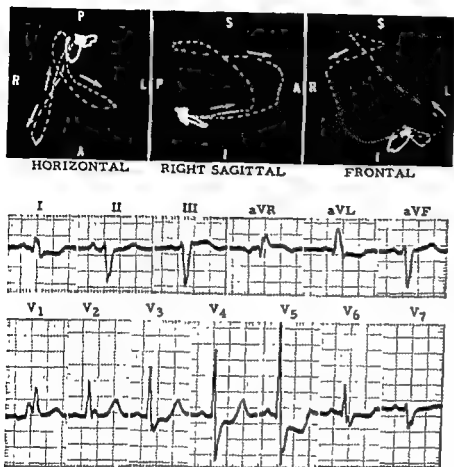 P S S
R L P A R L
A I I
HORIZONTAL RIGHT SAGITTAL FRONTAL
I II III aVR aVL aVF
V1 V2 V3 V4 V5 V6 V7